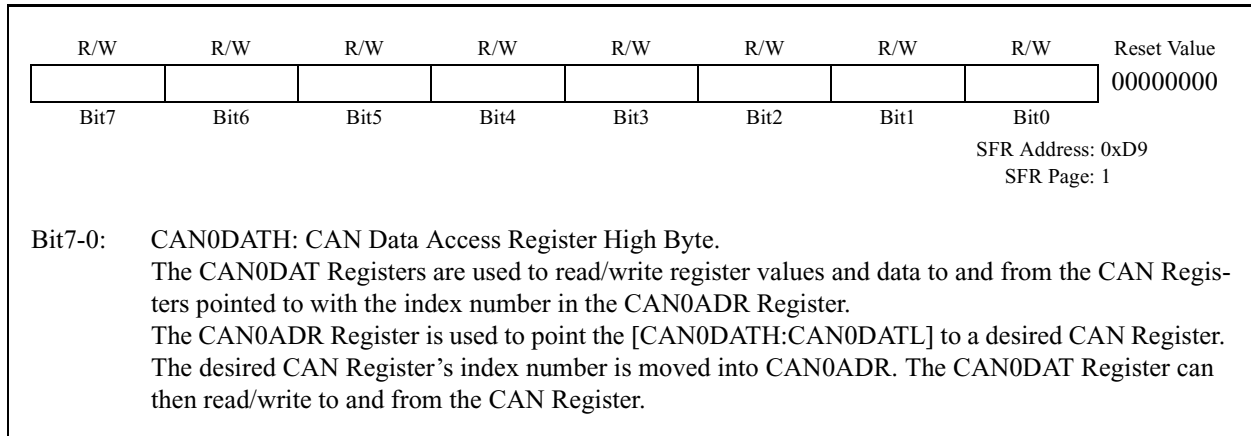 R/W R/W R/W R/W R/W R/W R/W R/W Reset Value
00000000
Bit7 Bit6 Bit5 Bit4 Bit3 Bit2 Bit1 Bit0
SFR Address: 0xD9
SFR Page: 1
Bit7-0: CAN0DATH: CAN Data Access Register High Byte.
The CAN0DAT Registers are used to read/write register values and data to and from the CAN Regis-
ters pointed to with the index number in the CAN0ADR Register.
The CAN0ADR Register is used to point the [CAN0DATH:CAN0DATL] to a desired CAN Register.
The desired CAN Register’s index number is moved into CAN0ADR. The CAN0DAT Register can
then read/write to and from the CAN Register.